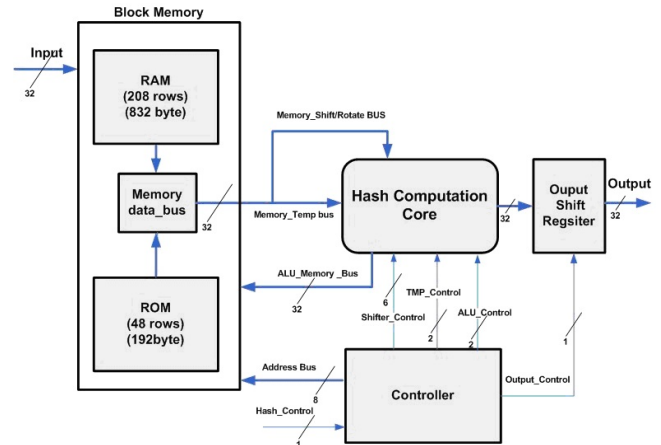 Block Memory
Input
32
RAM
(208 rows)
(832 byte)
Memory
data_bus
32
ROM
(48 rows)
(192byte)
Memory_Shift/Rotate BUS
Memory_Temp bus
Hash Computation
Core
32
Ouput
Shift
Regsiter
Output
32
ALU_Memory _Bus
32
6
Shifter_Control
TMP_Control
2
ALU_Control
2
1
Output_Control
Address Bus
8
Controller
Hash_Control
1